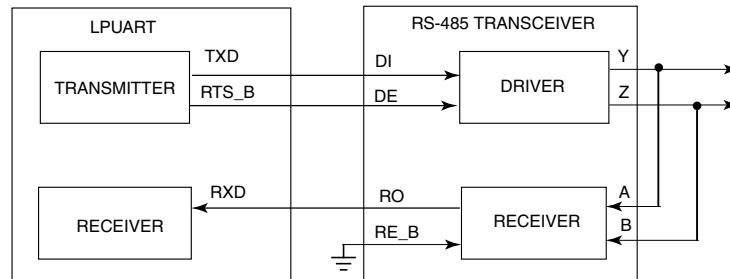 LPUART
RS-485 TRANSCEIVER
TXD
DI
Y
TRANSMITTER
RTS_B
DE
DRIVER
Z
RXD
RO
A
RECEIVER
RE_B
RECEIVER
B